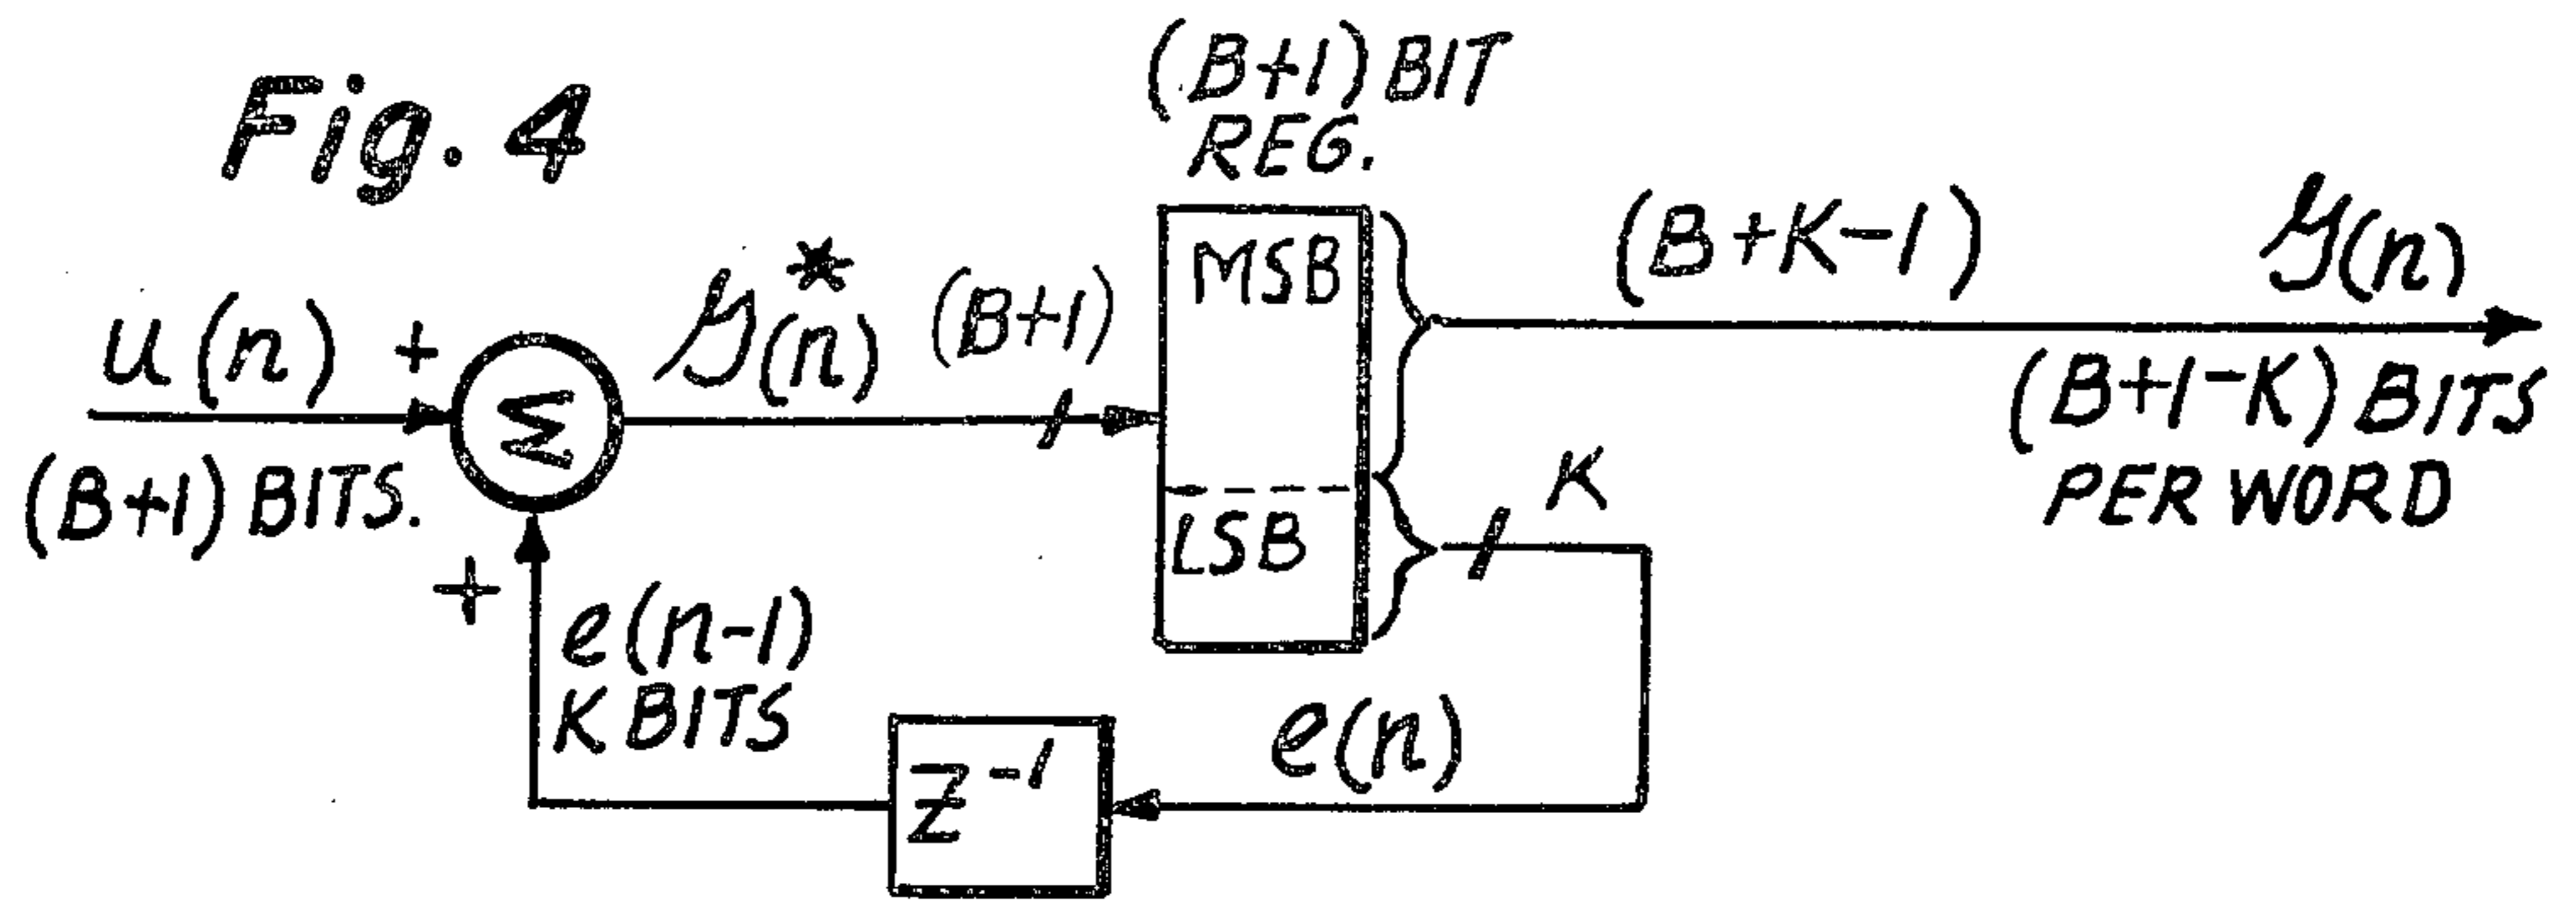 Fig. 4
(B+1) BIT
REG.
u(n)
+
(B+1) BITS.
Σ
+
y*(n)
(B+1)
MSB
LSB
(B+K-1)
y(n)
(B+1-K) BITS
PER WORD
K
e(n-1)
K BITS
Z⁻¹
e(n)